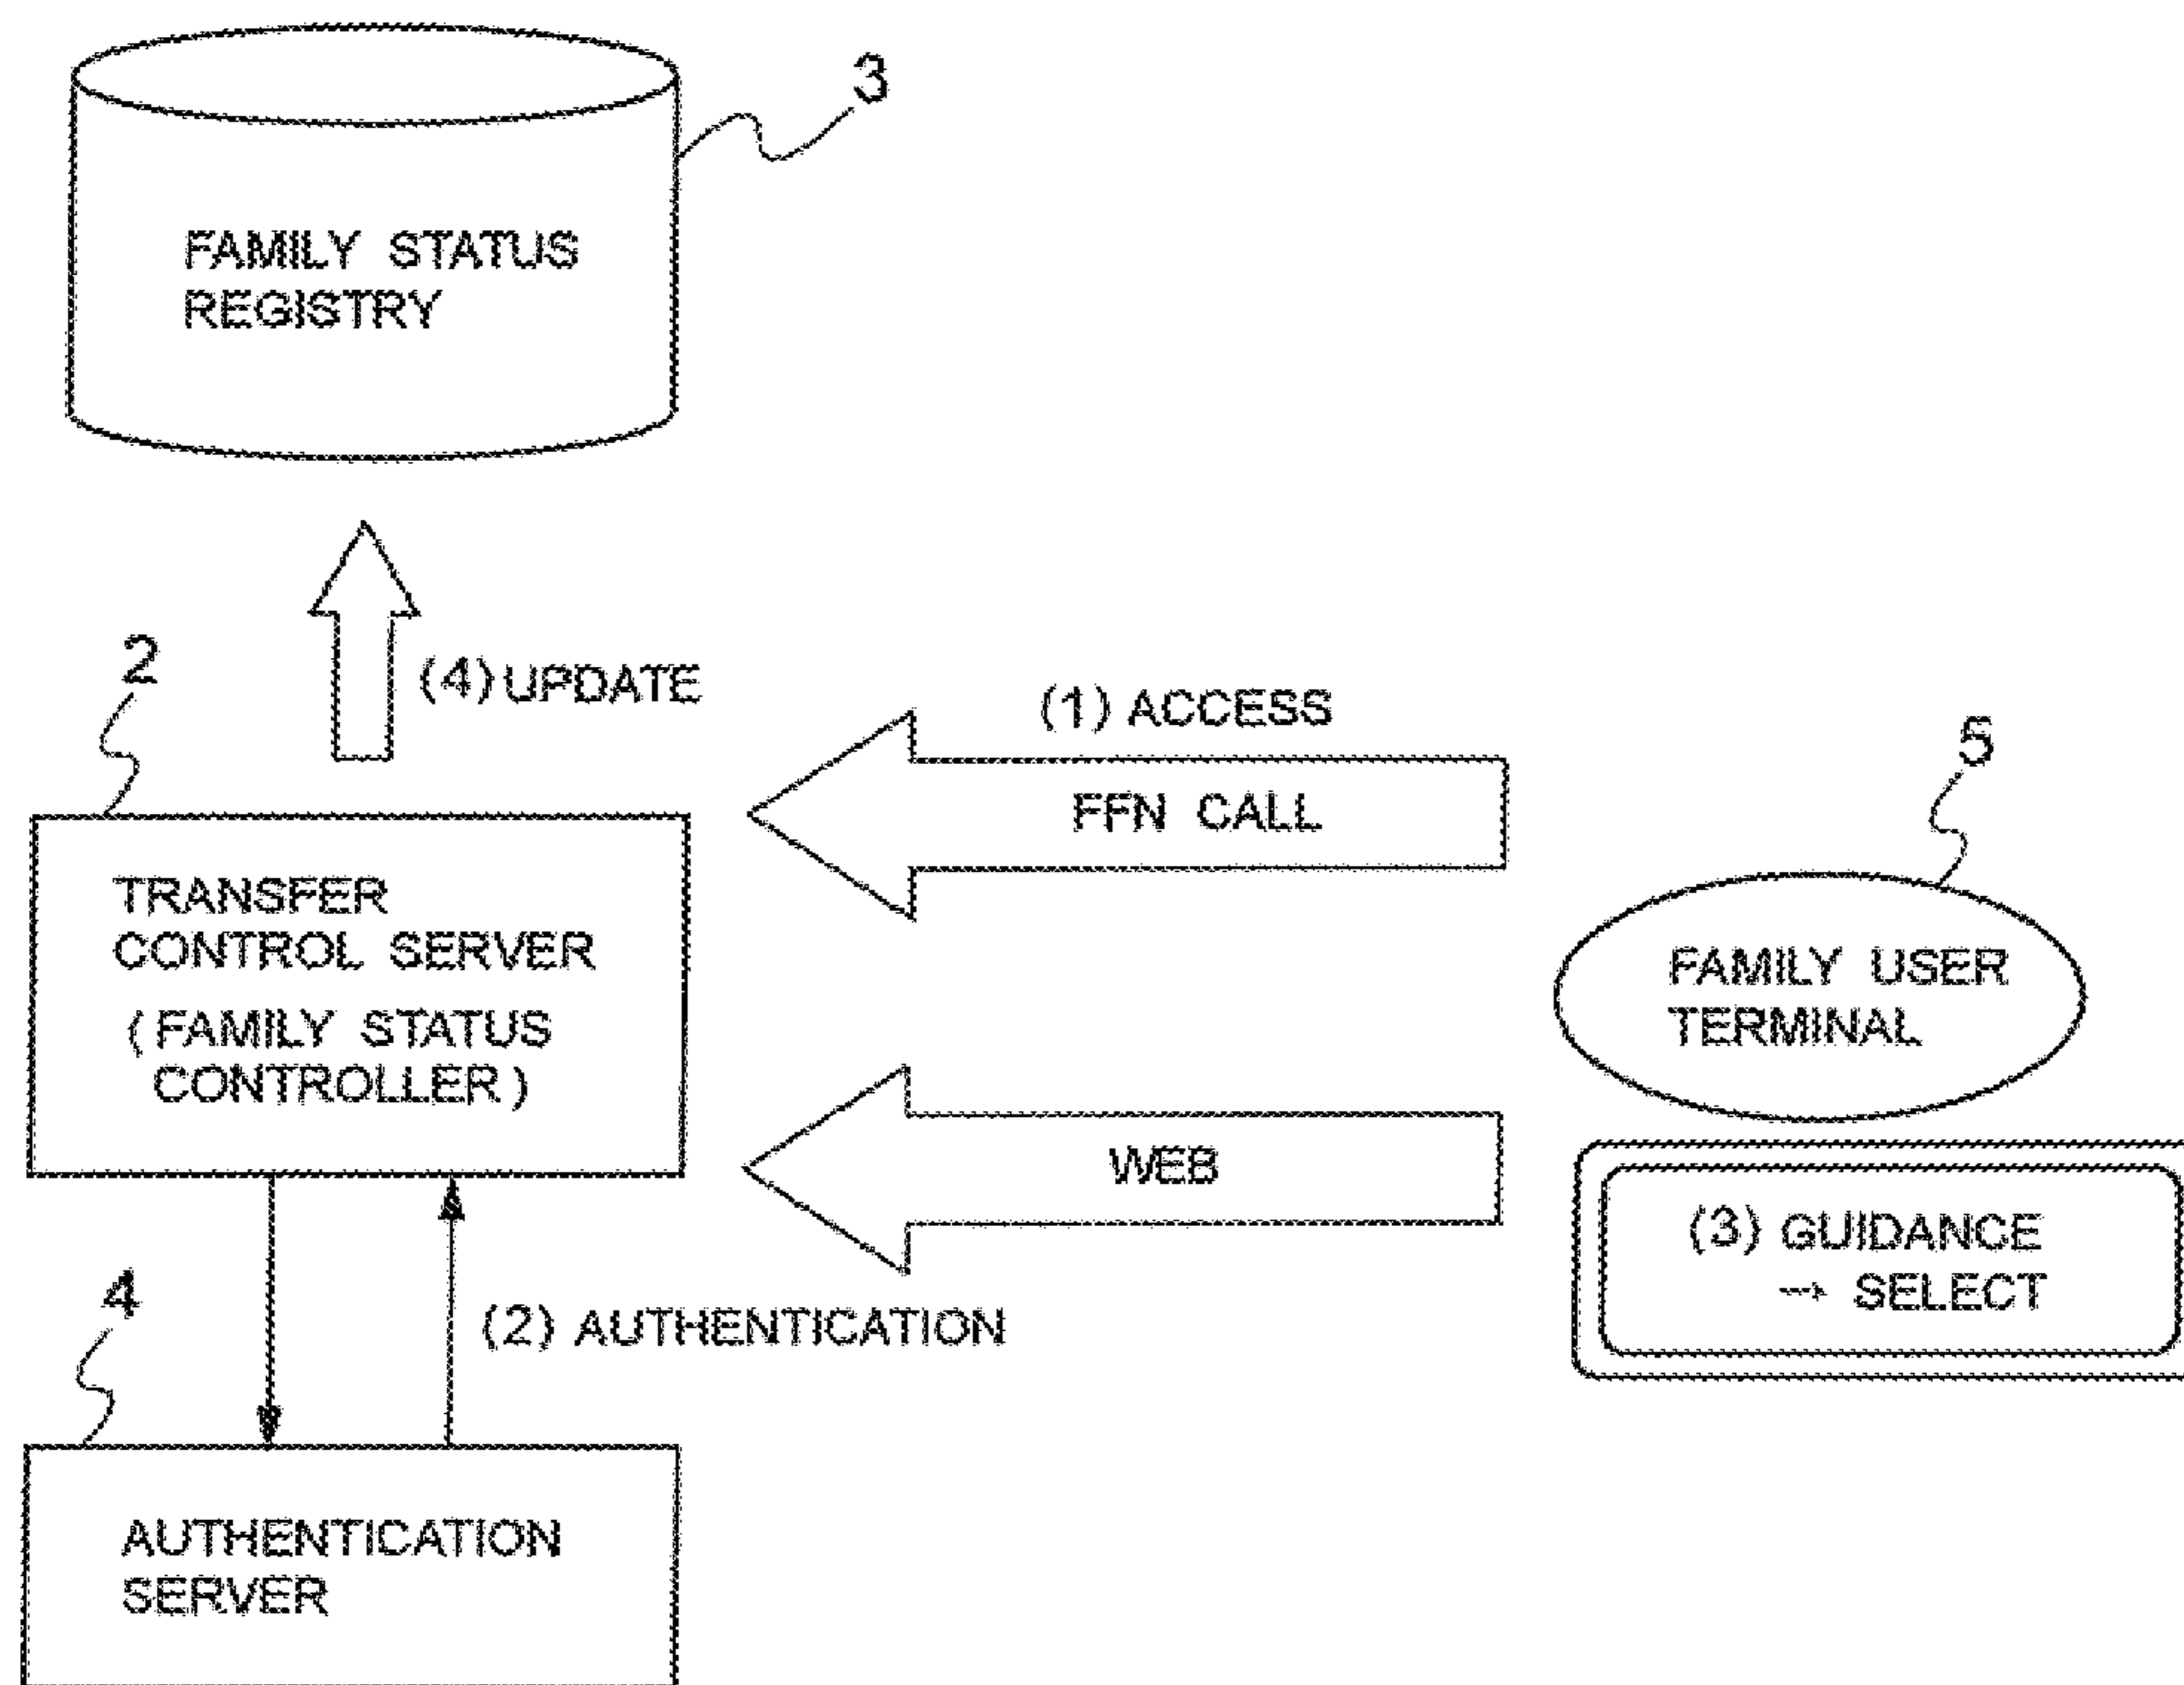 3
FAMILY STATUS
REGISTRY
2
(4) UPDATE
(1) ACCESS
FFN CALL
5
TRANSFER
CONTROL SERVER
(FAMILY STATUS
CONTROLLER)
FAMILY USER
TERMINAL
WEB
(3) GUIDANCE
→ SELECT
4
(2) AUTHENTICATION
AUTHENTICATION
SERVER